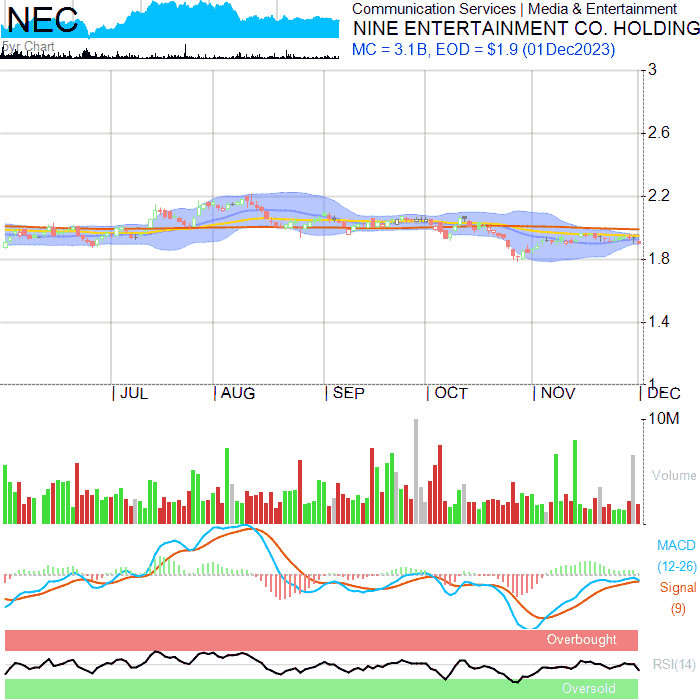 NEC
5yr Chart
Communication Services | Media & Entertainment
NINE ENTERTAINMENT CO. HOLDING
MC = 3.1B, EOD = $1.9 (01Dec2023)
3
2.6
2.2
1.8
1.4
1
| JUL | AUG | SEP | OCT | NOV | DEC
10M
Volume
MACD
(12-26)
Signal
(9)
Overbought
RSI(14)
Oversold